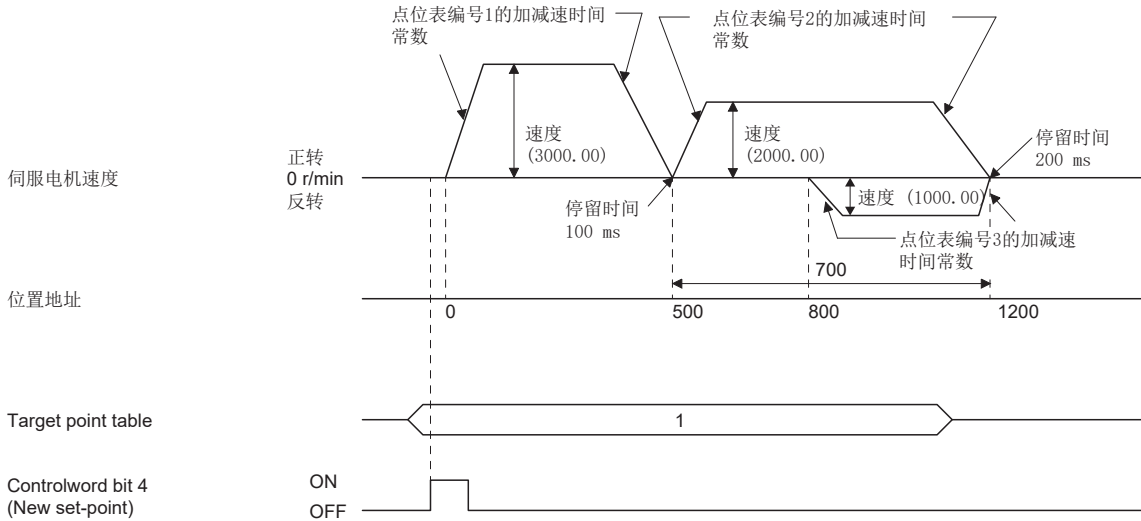 点位表编号1的加减速时间
常数
点位表编号2的加减速时间
常数
速度
(3000.00)
速度
(2000.00)
停留时间
200 ms
伺服电机速度
正转
0 r/min
反转
停留时间
100 ms
速度 (1000.00)
点位表编号3的加减速
时间常数
700
位置地址
0
500
800
1200
Target point table
1
Controlword bit 4
(New set-point)
ON
OFF